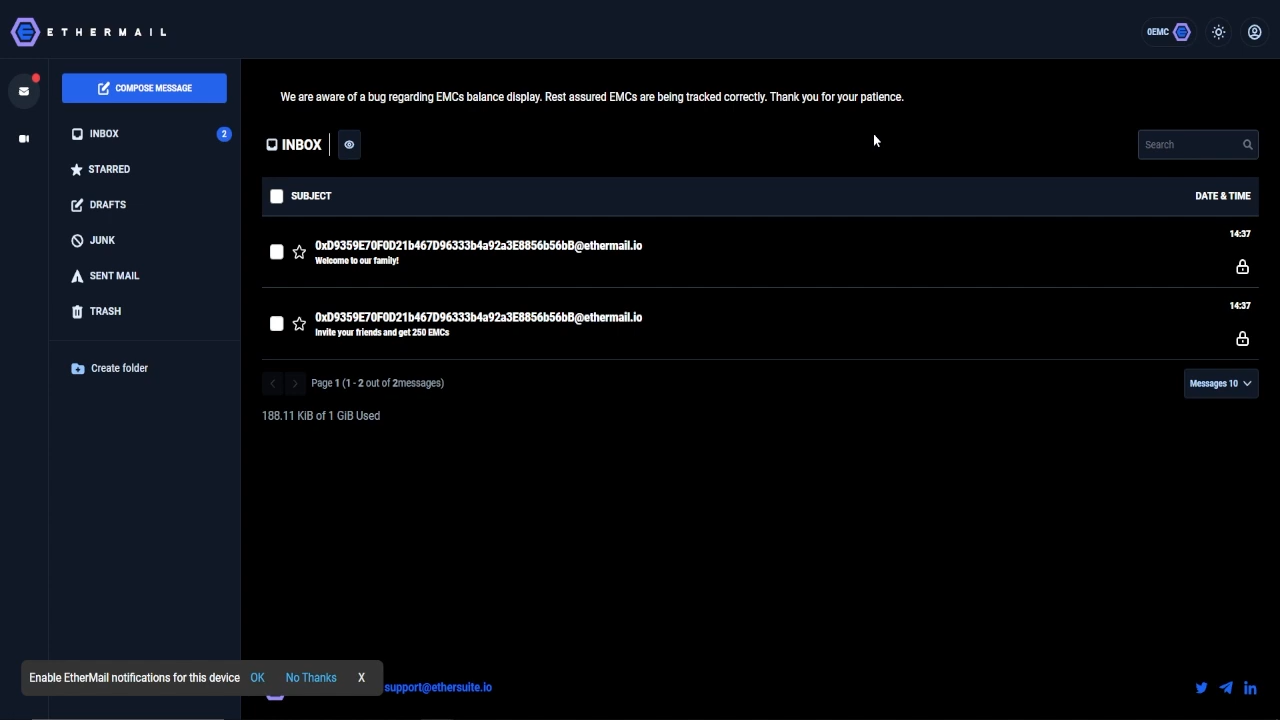 ETHERMAIL
0EMC
COMPOSE MESSAGE
We are aware of a bug regarding EMCs balance display. Rest assured EMCs are being tracked correctly. Thank you for your patience.
INBOX
2
INBOX
Search
STARRED
SUBJECT
DATE & TIME
DRAFTS
JUNK
0xD9359E70F0D21b467D96333b4a92a3E8856b56bB@ethermail.io
14:37
Welcome to our family!
SENT MAIL
TRASH
0xD9359E70F0D21b467D96333b4a92a3E8856b56bB@ethermail.io
14:37
Invite your friends and get 250 EMCs
Create folder
Page 1 (1 - 2 out of 2messages)
Messages 10
188.11 KiB of 1 GiB Used
Enable EtherMail notifications for this device OK No Thanks X
support@ethersuite.io